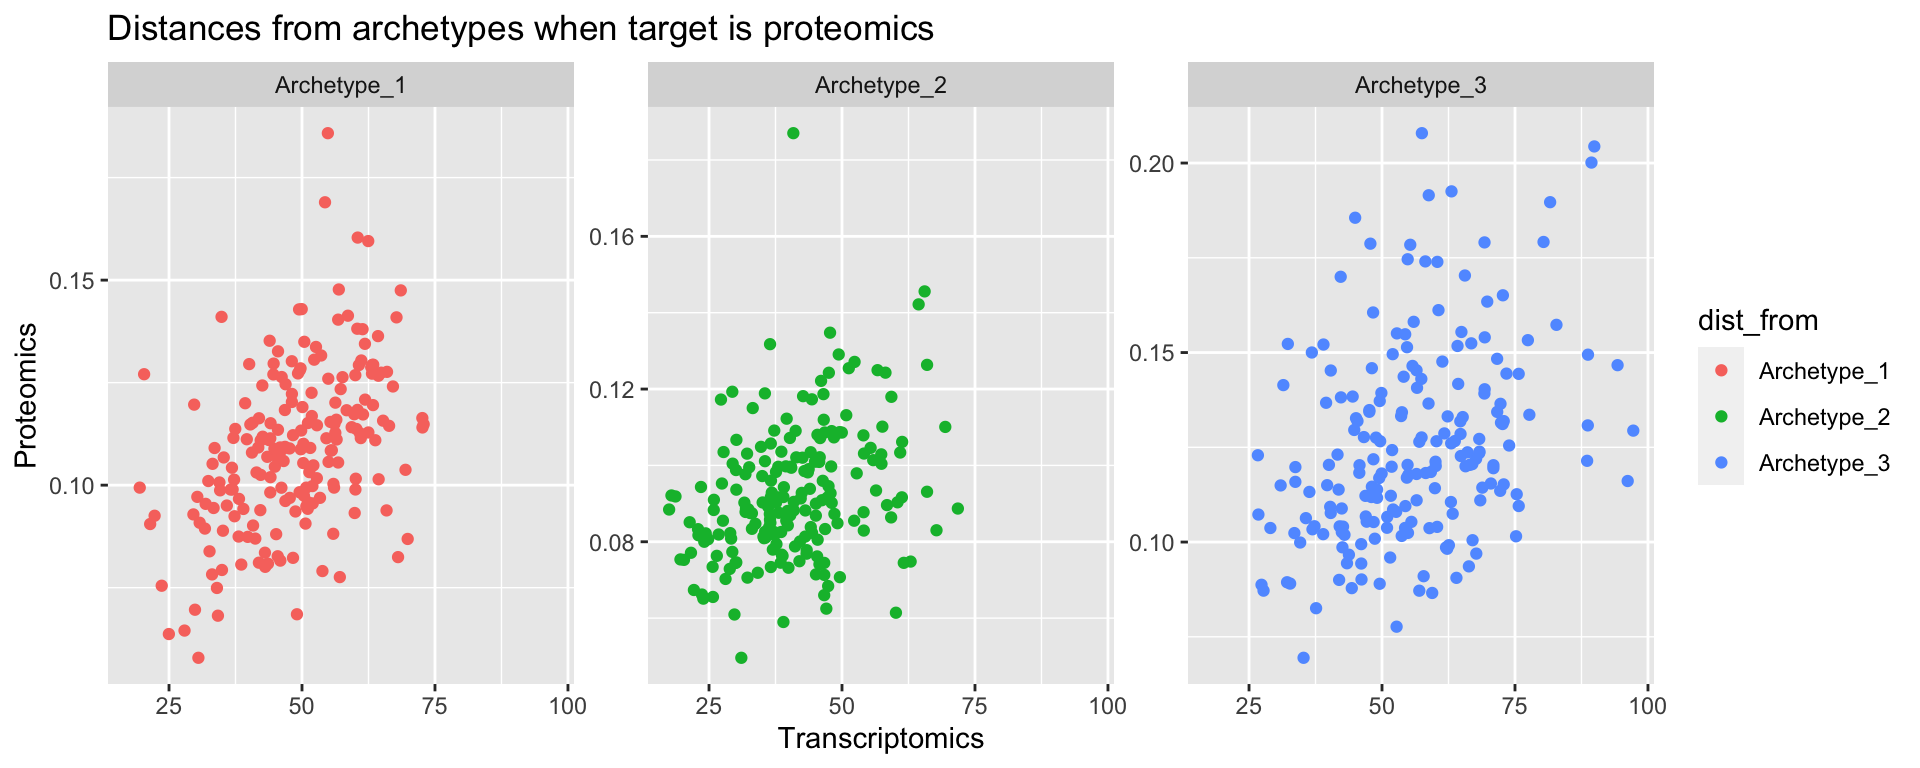 Distances from archetypes when target is proteomics
Archetype_1
Archetype_2
Archetype_3
Proteomics
0.15
0.10
0.16
0.12
0.08
0.20
0.15
0.10
25 50 75 100
25 50 75 100
25 50 75 100
Transcriptomics
dist_from
Archetype_1
Archetype_2
Archetype_3